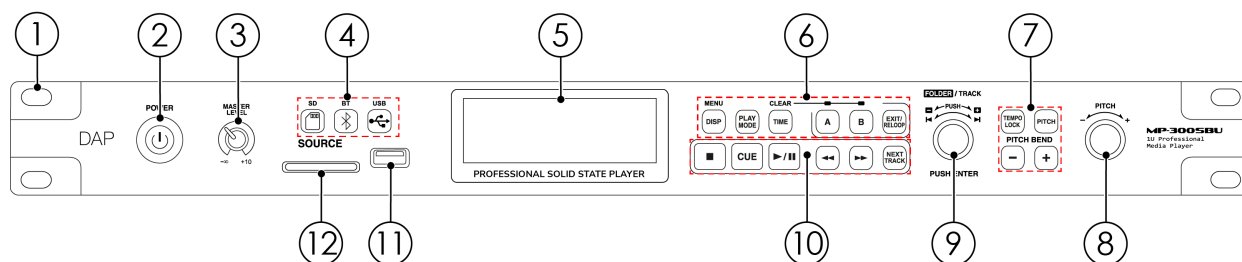 1
2
3
4
5
6
7
DAP
POWER
MASTER
LEVEL
-∞ +10
SD BT USB
SOURCE
PROFESSIONAL SOLID STATE PLAYER
MENU
CLEAR
DISP
PLAY
MODE
TIME
A
B
EXIT/
RELOOP
CUE
NEXT
TRACK
FOLDER / TRACK
PUSH
PUSH ENTER
TEMPO
LOCK
PITCH
PITCH BEND
- +
PITCH
- +
MP-300SBU
1U Professional
Media Player
12
11
10
9
8